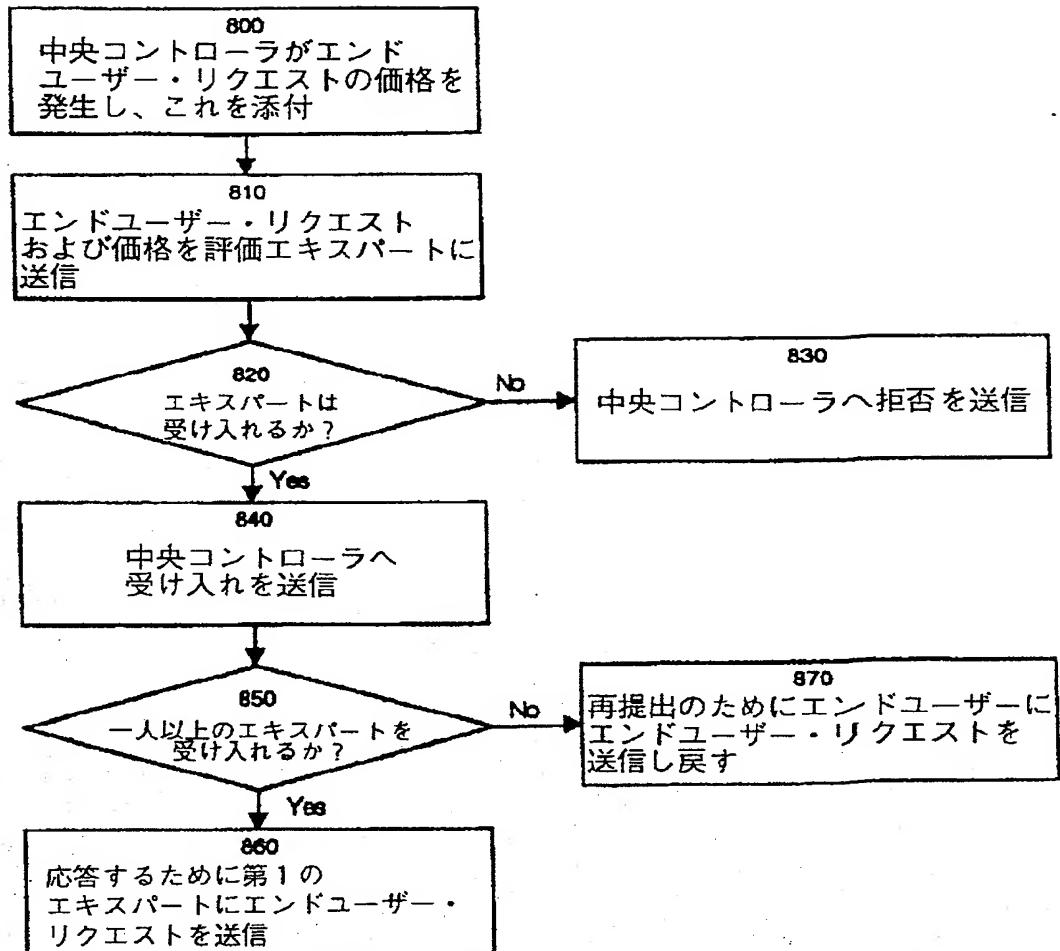 800
中央コントローラがエンド
ユーザー・リクエストの価格を
発生し、これを添付
810
エンドユーザー・リクエスト
および価格を評価エキスパートに
送信
820
エキスパートは
受け入れるか？
No
830
中央コントローラへ拒否を送信
Yes
840
中央コントローラへ
受け入れを送信
850
一人以上のエキスパートを
受け入れるか？
No
870
再提出のためにエンドユーザーに
エンドユーザー・リクエストを
送信し戻す
Yes
860
応答するために第1の
エキスパートにエンドユーザー・
リクエストを送信